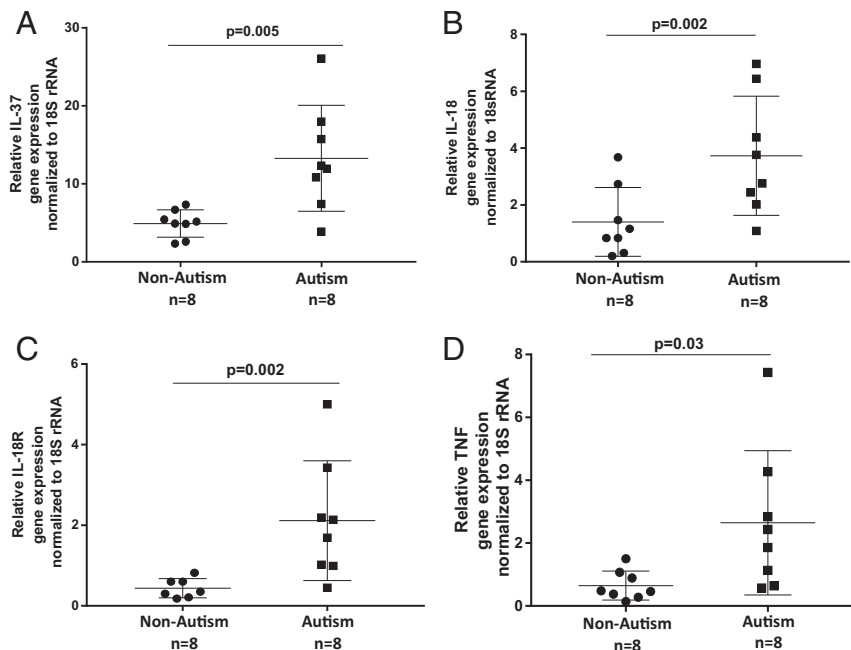 A
Relative IL-37
gene expression
normalized to 18S rRNA
30
20
10
0
p=0.005
Non-Autism
n=8
Autism
n=8
B
Relative IL-18
gene expression
normalized to 18sRNA
8
6
4
2
0
p=0.002
Non-Autism
n=8
Autism
n=8
C
Relative IL-18R
gene expression
normalized to 18S rRNA
6
4
2
0
p=0.002
Non-Autism
n=8
Autism
n=8
D
Relative TNF
gene expression
normalized to 18S rRNA
8
6
4
2
0
p=0.03
Non-Autism
n=8
Autism
n=8